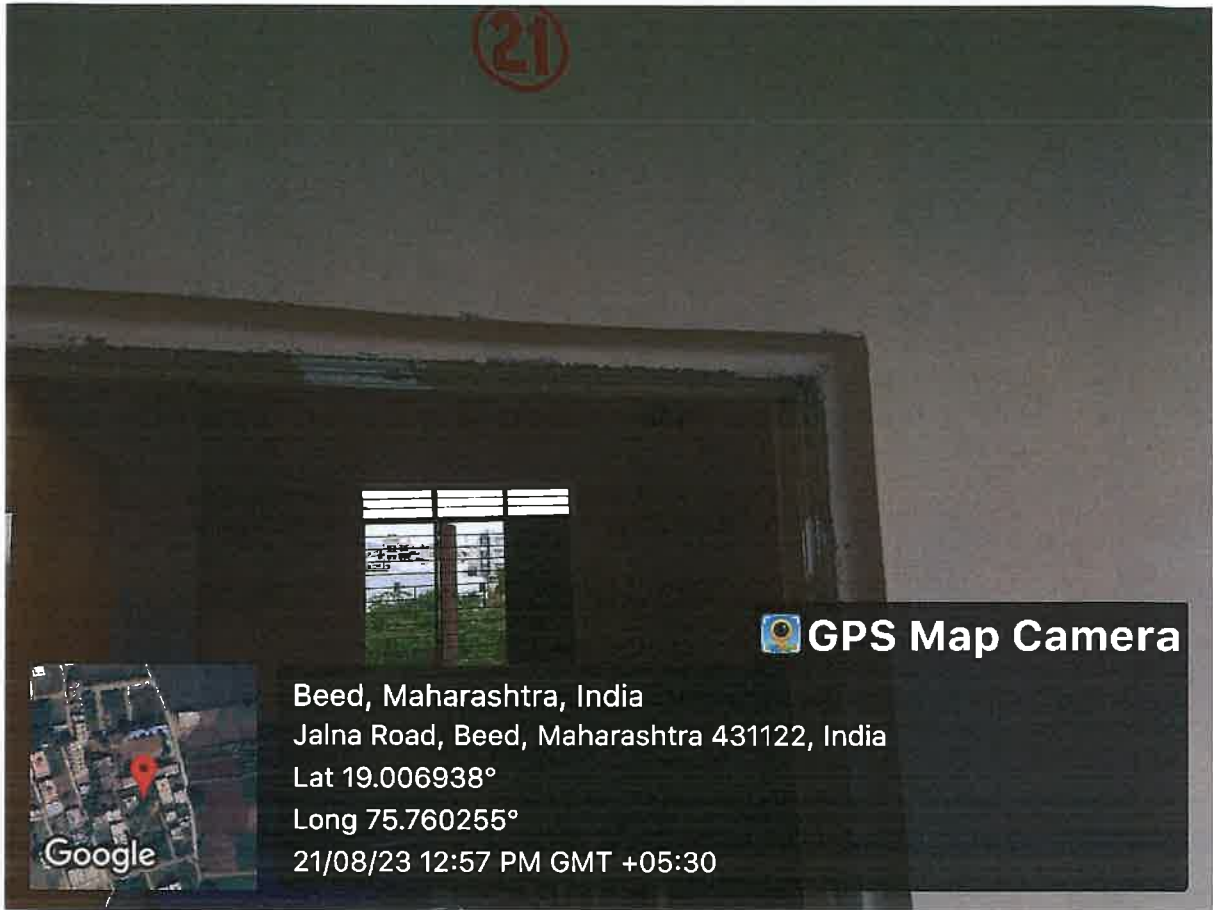 21
GPS Map Camera
Beed, Maharashtra, India
Jalna Road, Beed, Maharashtra 431122, India
Lat 19.006938°
Long 75.760255°
21/08/23 12:57 PM GMT +05:30
Google